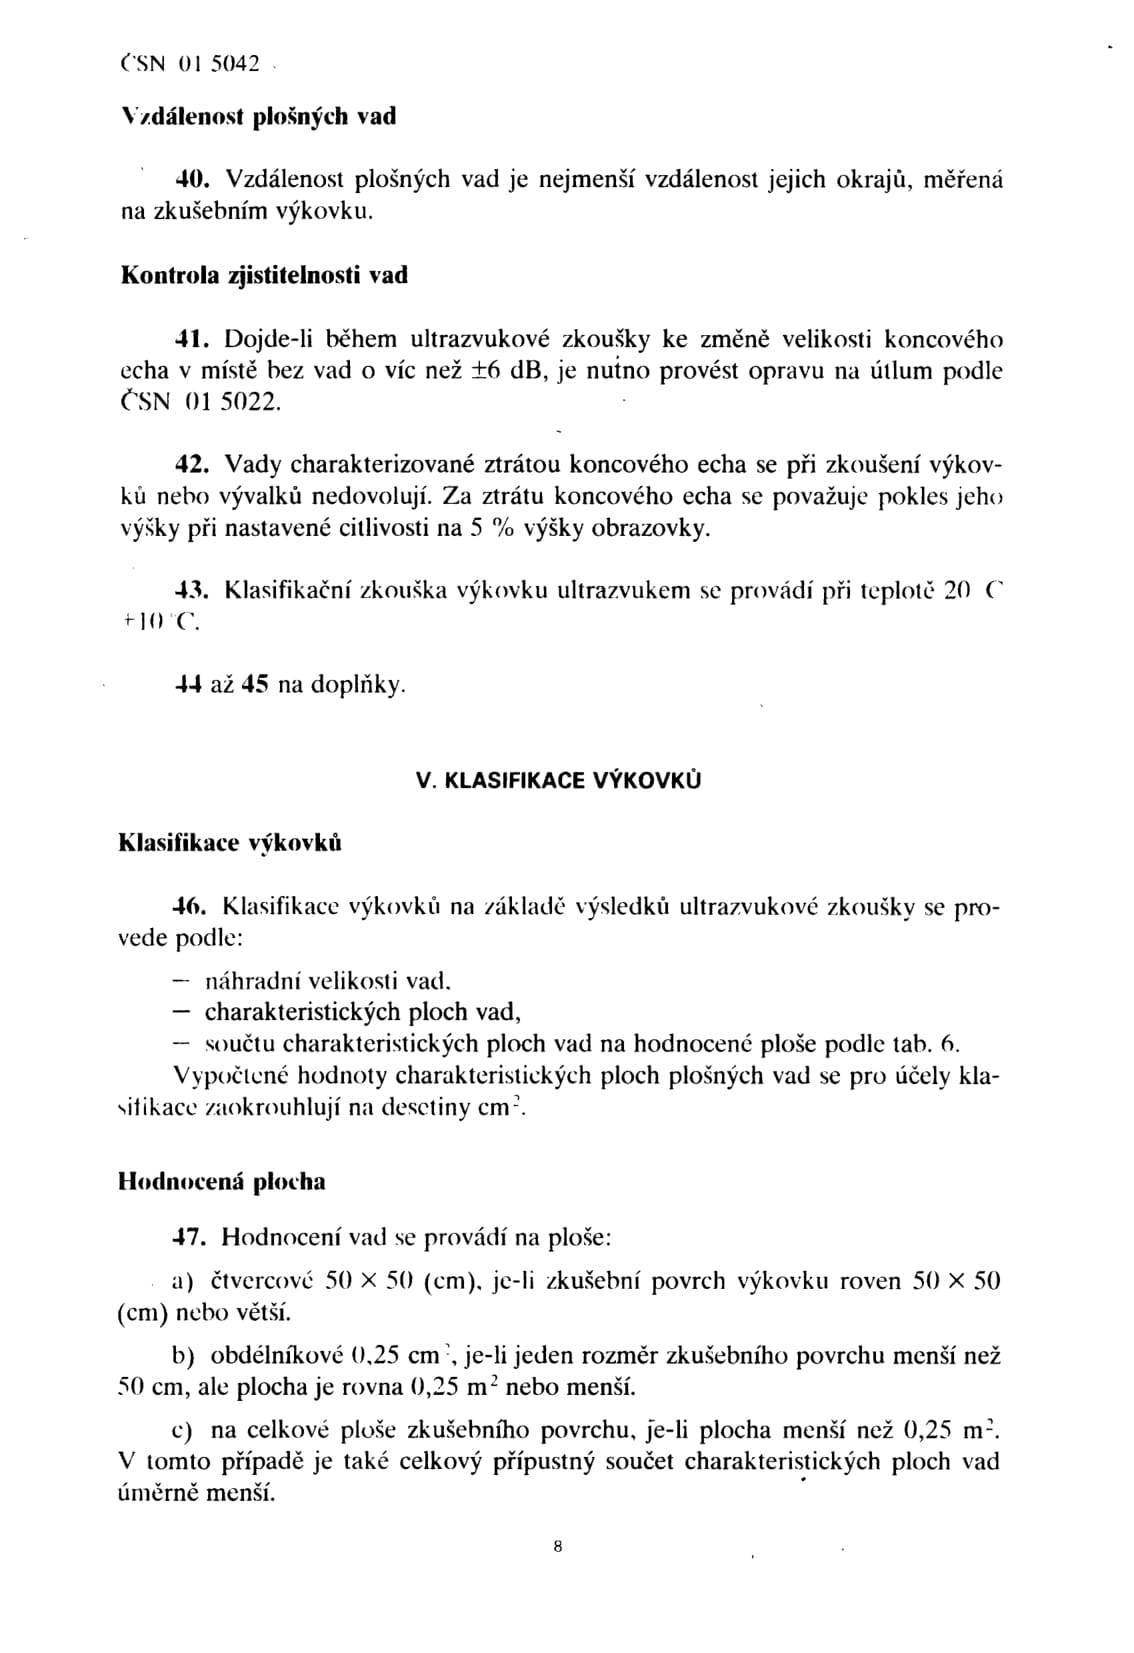 ČSN 01 5042
Vzdálenost plošných vad
40. Vzdálenost plošných vad je nejmenší vzdálenost jejich okrajů, měřená
na zkušebním výkovku.
Kontrola zjistitelnosti vad
41. Dojde-li během ultrazvukové zkoušky ke změně velikosti koncového
echa v místě bez vad o víc než ±6 dB, je nutno provést opravu na útlum podle
ČSN 01 5022.
42. Vady charakterizované ztrátou koncového echa se při zkoušení výkov-
ků nebo vývalků nedovolují. Za ztrátu koncového echa se považuje pokles jeho
výšky při nastavené citlivosti na 5 % výšky obrazovky.
43. Klasifikační zkouška výkovku ultrazvukem se provádí při teplotě 20 C
+10 °C.
44 až 45 na doplňky.
V. KLASIFIKACE VÝKOVKŮ
Klasifikace výkovků
46. Klasifikace výkovků na základě výsledků ultrazvukové zkoušky se pro-
vede podle:
— náhradní velikosti vad.
— charakteristických ploch vad,
— součtu charakteristických ploch vad na hodnocené ploše podle tab. 6.
Vypočtené hodnoty charakteristických ploch plošných vad se pro účely kla-
sifikace zaokrouhlují na desetiny cm².
Hodnocená plocha
47. Hodnocení vad se provádí na ploše:
a) čtvercové 50 × 50 (cm), je-li zkušební povrch výkovku roven 50 × 50
(cm) nebo větší.
b) obdélníkové 0,25 cm², je-li jeden rozměr zkušebního povrchu menší než
50 cm, ale plocha je rovna 0,25 m² nebo menší.
c) na celkové ploše zkušebního povrchu, je-li plocha menší než 0,25 m².
V tomto případě je také celkový přípustný součet charakteristických ploch vad
úměrně menší.
8